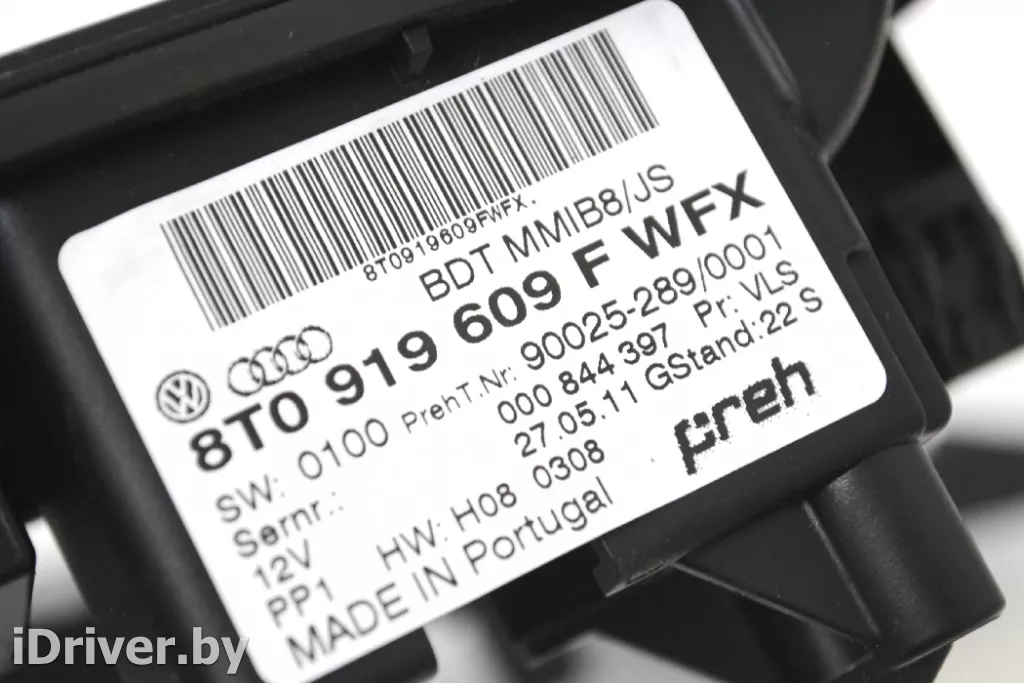 8T0919609FWFX.
BDT MMIB8/JS
8T0 919 609 F WFX
SW: 0100 PrehT.Nr: 90025-289/0001
Sernr.: 000 844 397 Pr: VLS
12V 27.05.11 GStand:22 S
PP1 HW: H08 0308
MADE IN Portugal
preh
iDriver.by